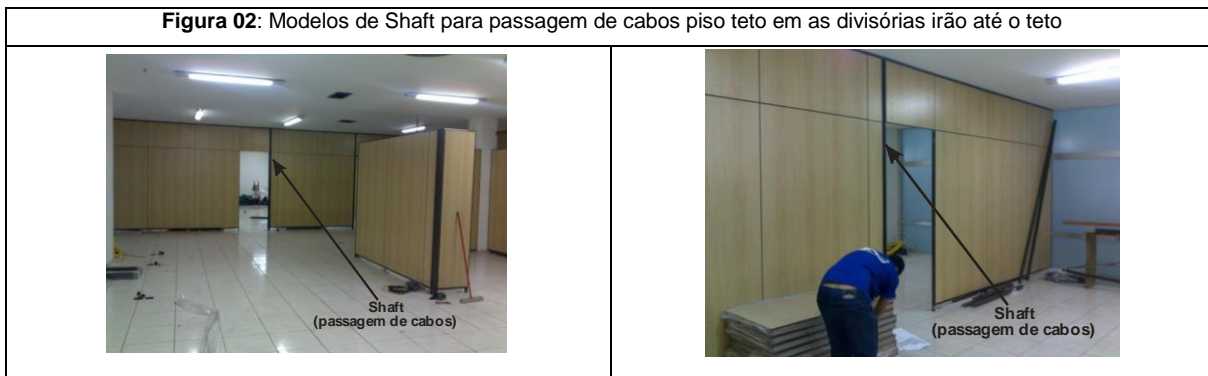 Figura 02: Modelos de Shaft para passagem de cabos piso teto em as divisórias irão até o teto
Shaft
(passagem de cabos)
Shaft
(passagem de cabos)